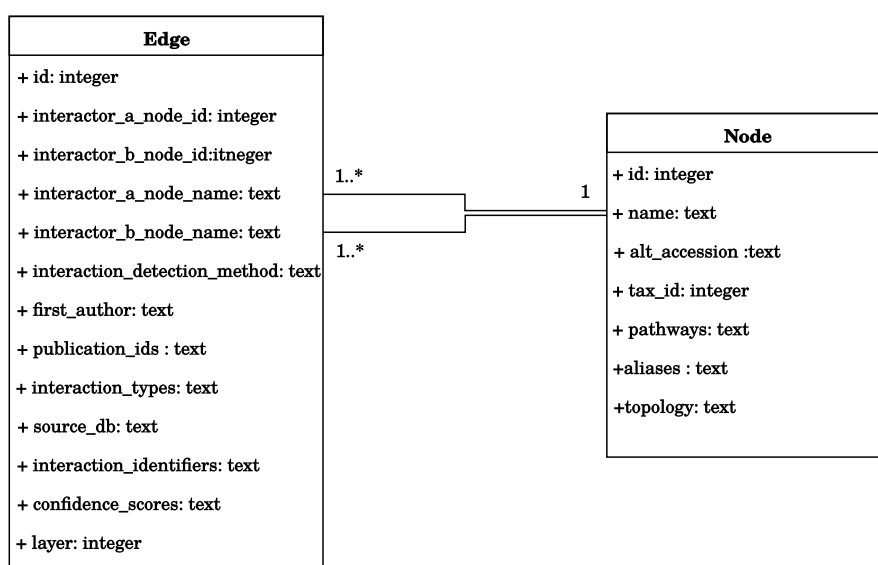 Edge
+ id: integer
+ interactor_a_node_id: integer
+ interactor_b_node_id:itneger
+ interactor_a_node_name: text
+ interactor_b_node_name: text
+ interaction_detection_method: text
+ first_author: text
+ publication_ids : text
+ interaction_types: text
+ source_db: text
+ interaction_identifiers: text
+ confidence_scores: text
+ layer: integer
1..*
1..*
1
Node
+ id: integer
+ name: text
+ alt_accession :text
+ tax_id: integer
+ pathways: text
+aliases : text
+topology: text